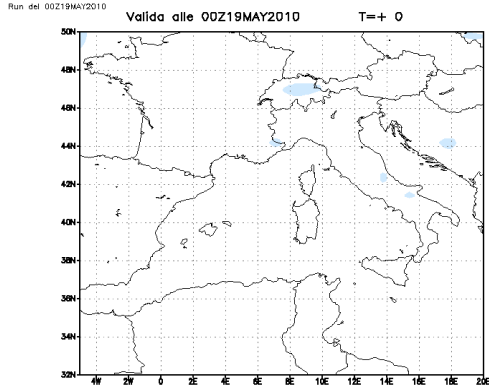 Run del 00Z19MAY2010
Valida alle 00Z19MAY2010 T=+ 0
50N
48N
46N
44N
42N
40N
38N
36N
34N
32N
4W 2W 0 2E 4E 6E 8E 10E 12E 14E 16E 18E 20E